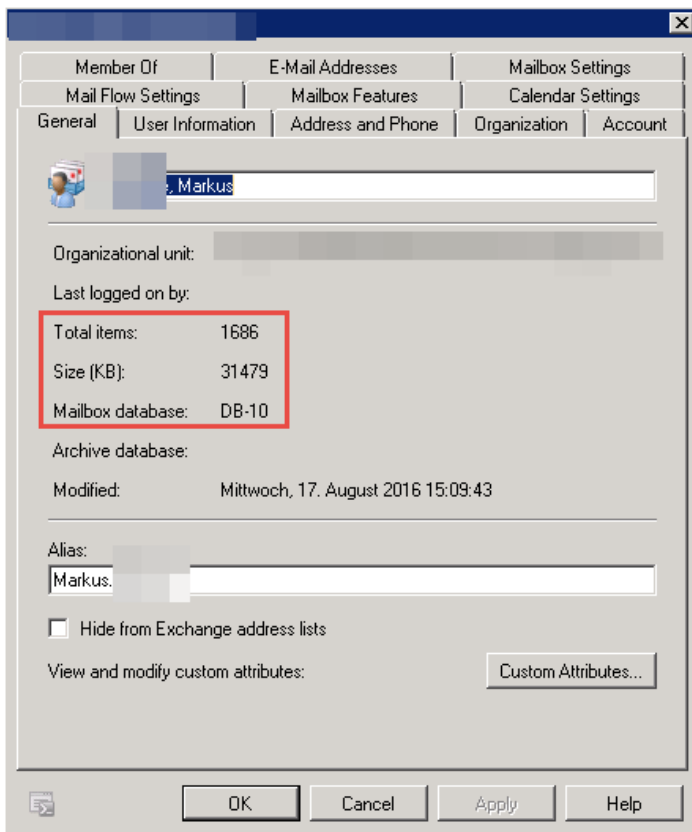 Member Of E-Mail Addresses Mailbox Settings
Mail Flow Settings Mailbox Features Calendar Settings
General User Information Address and Phone Organization Account
, Markus
Organizational unit:
Last logged on by:
Total items: 1686
Size (KB): 31479
Mailbox database: DB-10
Archive database:
Modified: Mittwoch, 17. August 2016 15:09:43
Alias:
Markus.
Hide from Exchange address lists
View and modify custom attributes: Custom Attributes...
OK Cancel Apply Help